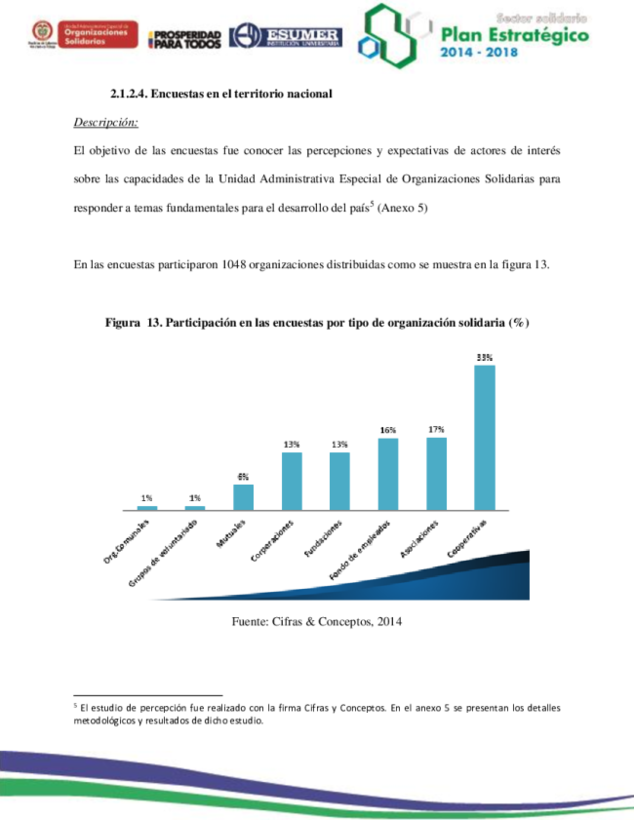 Unidad Administrativa Especial de
Organizaciones
Solidarias
PROSPERIDAD
PARA TODOS
ESUMER
INSTITUCIÓN UNIVERSITARIA
Sector solidario
Plan Estratégico
2014 - 2018
2.1.2.4. Encuestas en el territorio nacional
Descripción:
El objetivo de las encuestas fue conocer las percepciones y expectativas de actores de interés
sobre las capacidades de la Unidad Administrativa Especial de Organizaciones Solidarias para
responder a temas fundamentales para el desarrollo del país5 (Anexo 5)
En las encuestas participaron 1048 organizaciones distribuidas como se muestra en la figura 13.
Figura 13. Participación en las encuestas por tipo de organización solidaria (%)
1%
1%
6%
13%
13%
16%
17%
33%
Org.Comunales
Grupos de voluntariado
Mutuales
Corporaciones
Fundaciones
Fondo de empleados
Asociaciones
Cooperativas
Fuente: Cifras & Conceptos, 2014
5 El estudio de percepción fue realizado con la firma Cifras y Conceptos. En el anexo 5 se presentan los detalles
metodológicos y resultados de dicho estudio.